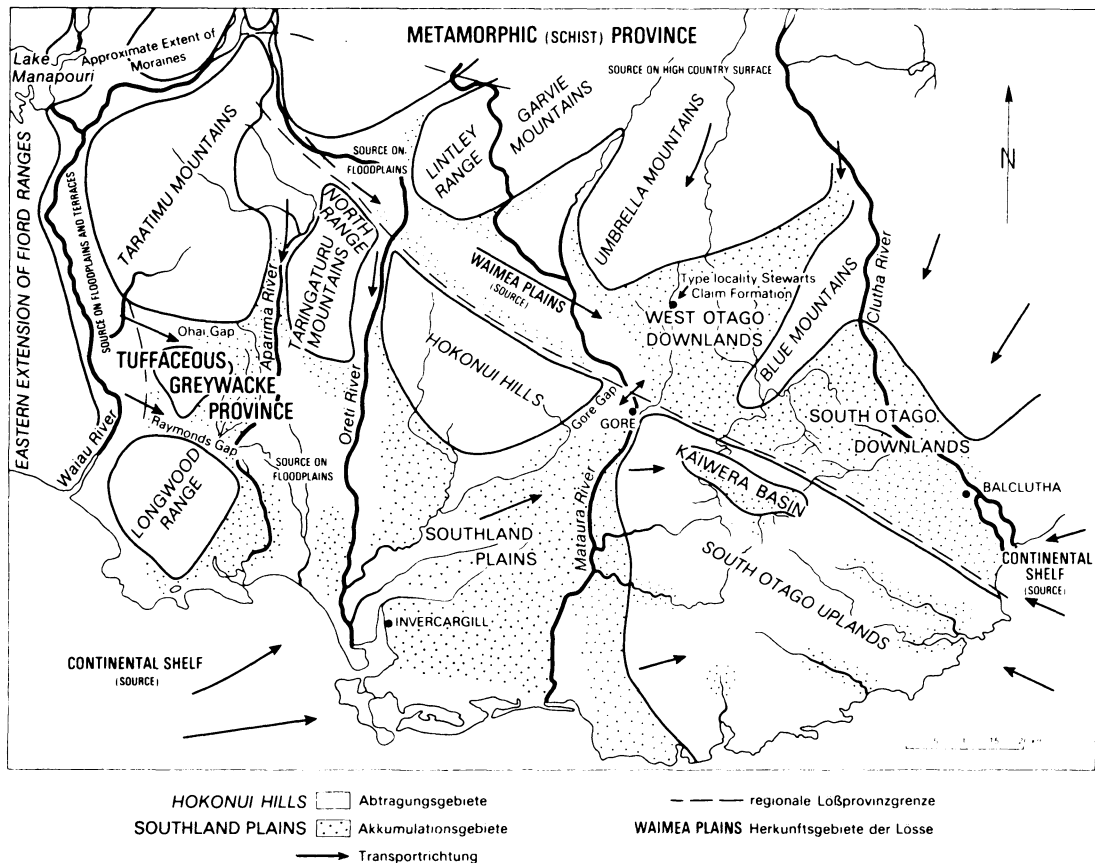 METAMORPHIC (SCHIST) PROVINCE
Lake
Manapouri
Approximate Extent of
Moraines
SOURCE ON HIGH COUNTRY SURFACE
GARVIE
MOUNTAINS
LINTLEY
RANGE
UMBRELLA MOUNTAINS
N
EASTERN EXTENSION OF FIORD RANGES
SOURCE ON FLOODPLAINS AND TERRACES
TARATIMU MOUNTAINS
SOURCE ON
FLOODPLAINS
NORTH
RANGE
TARINGATURU
MOUNTAINS
Aparima River
WAIMEA PLAINS
(SOURCE)
Type locality Stewarts
Claim Formation
WEST OTAGO
DOWNLANDS
BLUE MOUNTAINS
Clutha River
Ohai Gap
TUFFACEOUS
GREYWACKE
PROVINCE
Raymonds Gap
Waiau River
LONGWOOD
RANGE
SOURCE ON
FLOODPLAINS
Oreti River
HOKONUI HILLS
Gore Gap
GORE
SOUTH OTAGO
DOWNLANDS
KAIWERA BASIN
BALCLUTHA
SOUTHLAND
PLAINS
Mataura River
SOUTH OTAGO UPLANDS
CONTINENTAL
SHELF
(SOURCE)
INVERCARGILL
CONTINENTAL SHELF
(SOURCE)
HOKONUI HILLS Abtragungsgebiete
regionale Lößprovinzgrenze
SOUTHLAND PLAINS Akkumulationsgebiete
WAIMEA PLAINS Herkunftsgebiete der Lösse
Transportrichtung